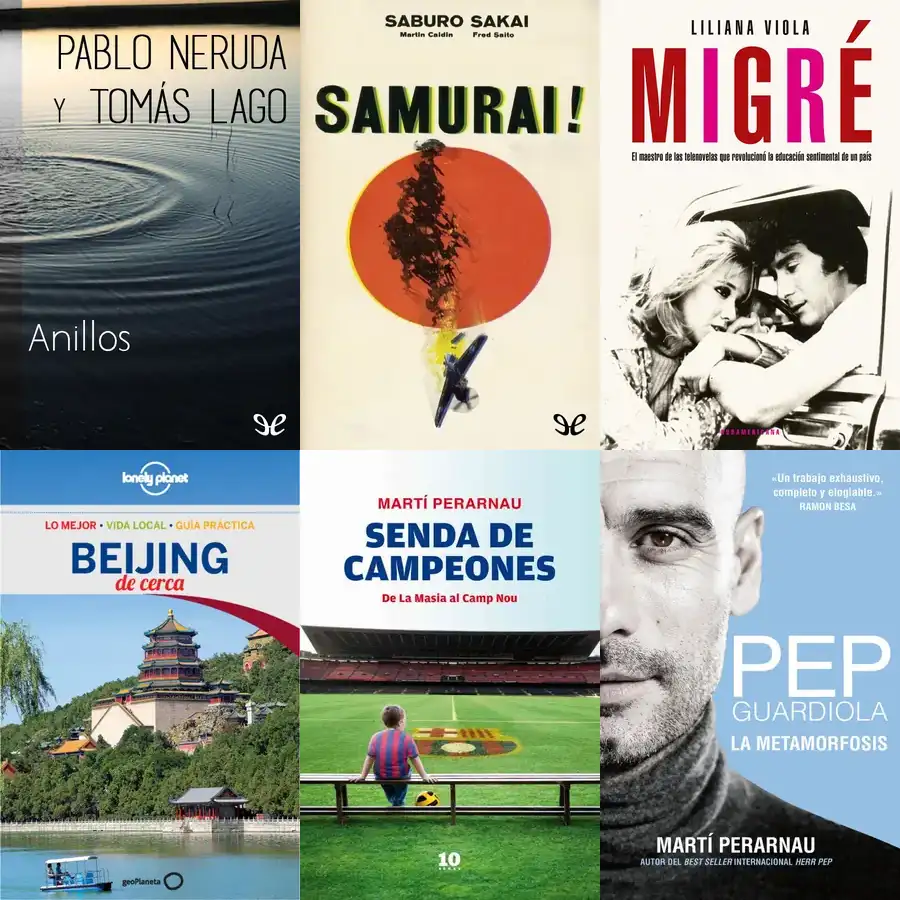 PABLO NERUDA
Y TOMÁS LAGO
Anillos
SABURO SAKAI
Martin Caidin Fred Saito
SAMURAI!
LILIANA VIOLA
MIGRÉ
El maestro de las telenovelas que revolucionó la educación sentimental de un país
SUDAMERICANA
lonely planet
LO MEJOR • VIDA LOCAL • GUÍA PRÁCTICA
BEIJING
de cerca
geoPlaneta
MARTÍ PERARNAU
SENDA DE
CAMPEONES
De La Masia al Camp Nou
10
«Un trabajo exhaustivo,
completo y elogiable.»
RAMON BESA
PEP
GUARDIOLA
LA METAMORFOSIS
MARTÍ PERARNAU
AUTOR DEL BEST SELLER INTERNACIONAL HERR PEP